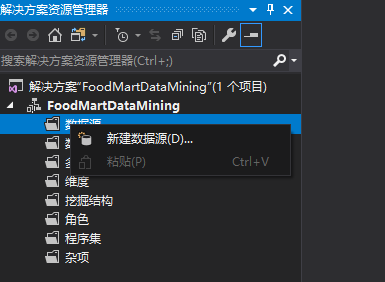 解决方案资源管理器
搜索解决方案资源管理器(Ctrl+;)
解决方案"FoodMartDataMining"(1 个项目)
FoodMartDataMining
数据源
新建数据源(D)...
粘贴(P) Ctrl+V
维度
挖掘结构
角色
程序集
杂项